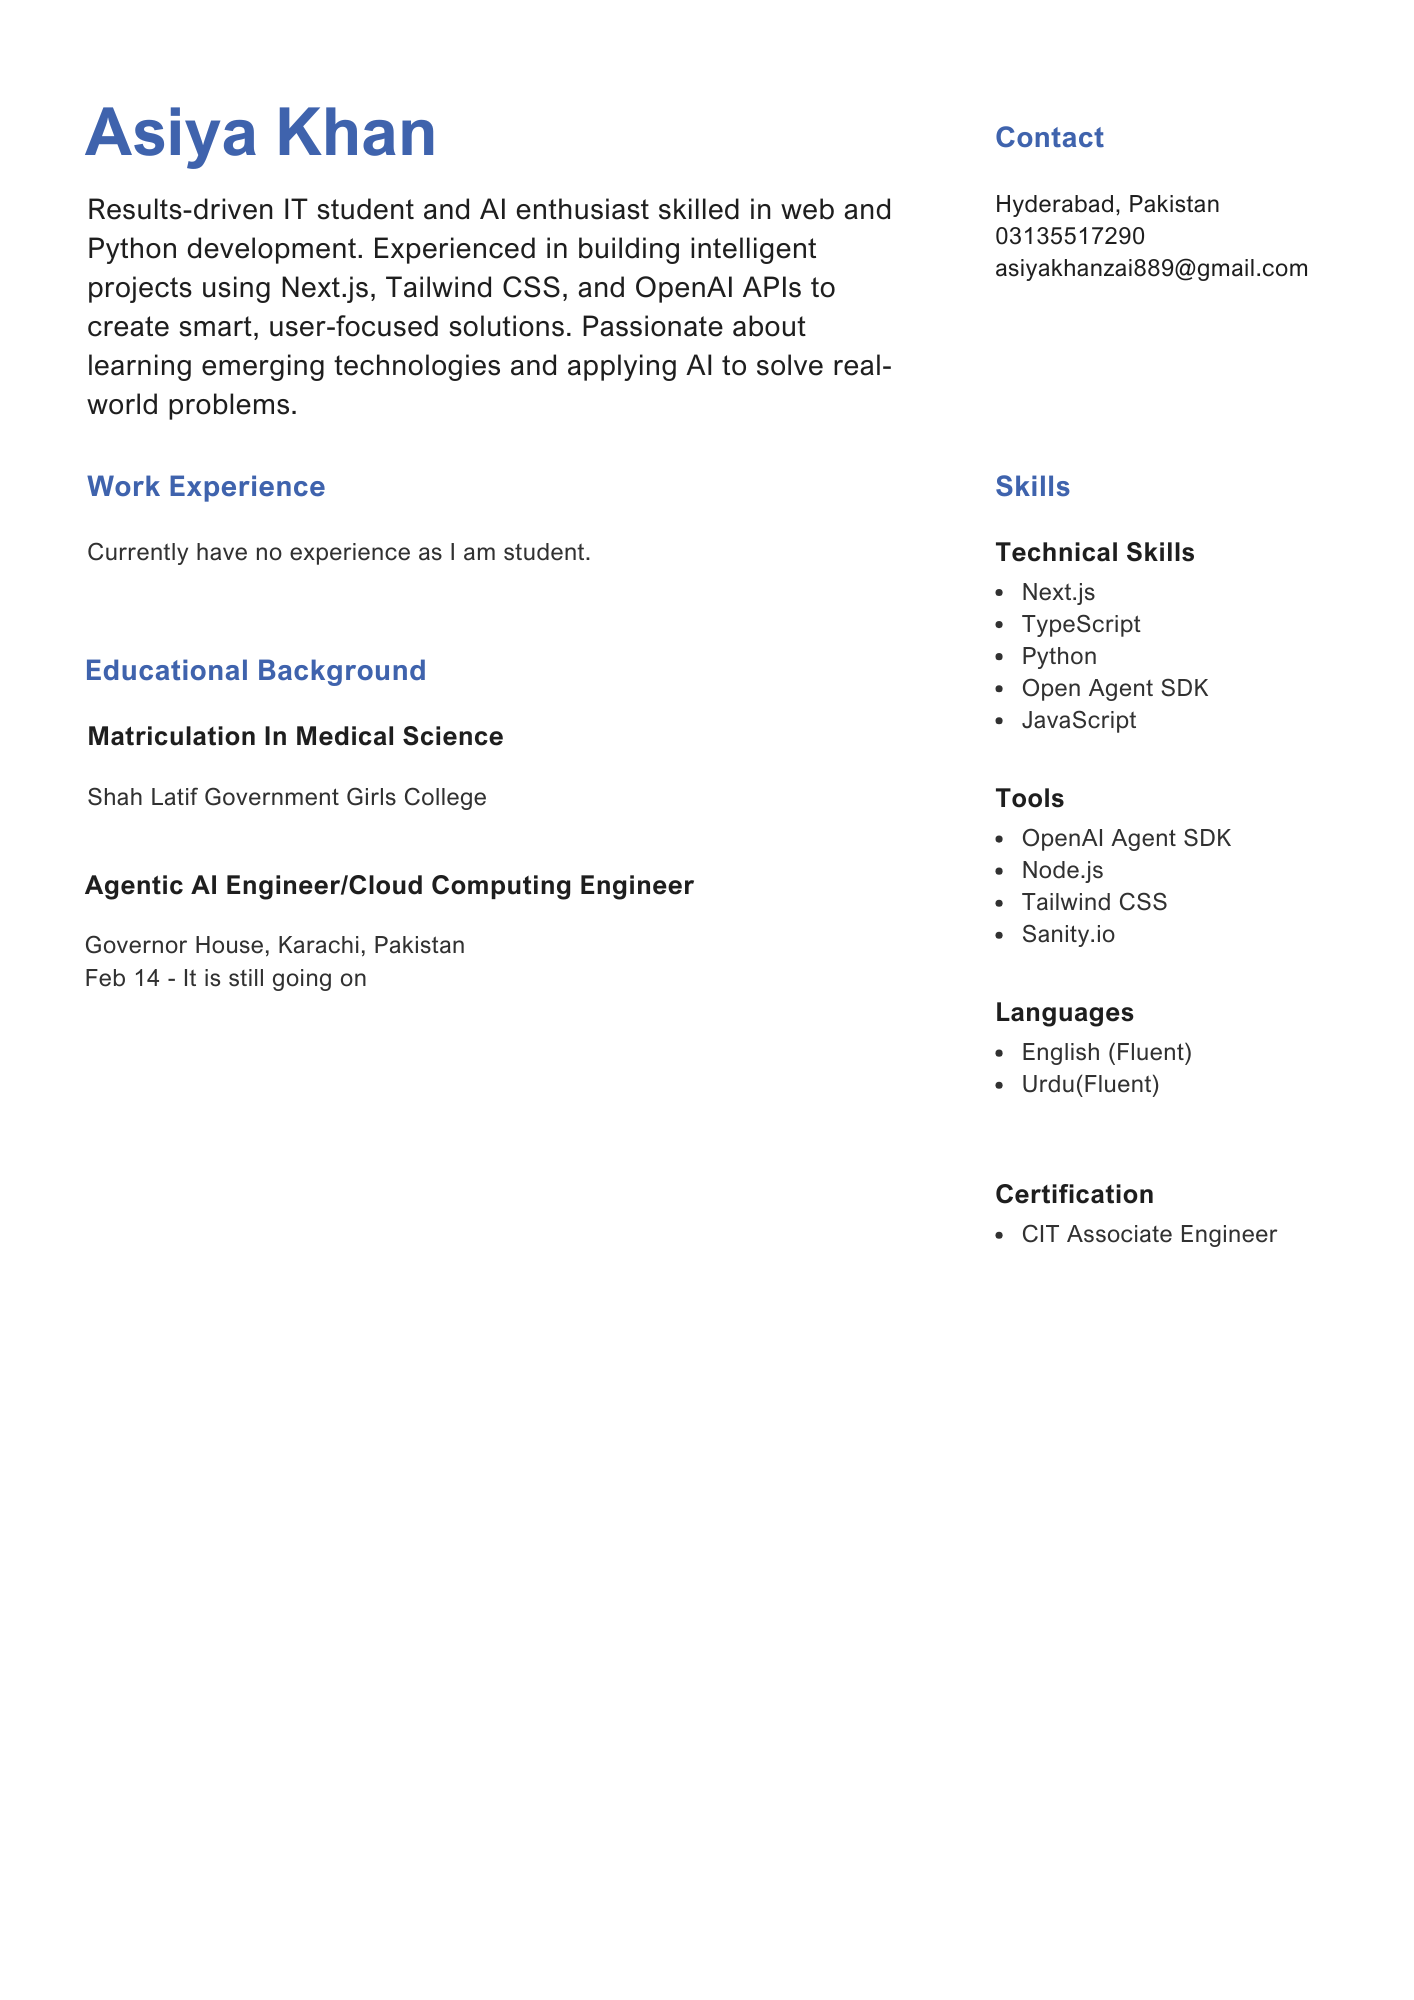 Asiya Khan
Results-driven IT student and AI enthusiast skilled in web and
Python development. Experienced in building intelligent
projects using Next.js, Tailwind CSS, and OpenAI APIs to
create smart, user-focused solutions. Passionate about
learning emerging technologies and applying AI to solve real-
world problems.
Work Experience
Currently have no experience as I am student.
Educational Background
Matriculation In Medical Science
Shah Latif Government Girls College
Agentic AI Engineer/Cloud Computing Engineer
Governor House, Karachi, Pakistan
Feb 14 - It is still going on
Contact
Hyderabad, Pakistan
03135517290
asiyakhanzai889@gmail.com
Skills
Technical Skills
• Next.js
• TypeScript
• Python
• Open Agent SDK
• JavaScript
Tools
• OpenAI Agent SDK
• Node.js
• Tailwind CSS
• Sanity.io
Languages
• English (Fluent)
• Urdu(Fluent)
Certification
• CIT Associate Engineer